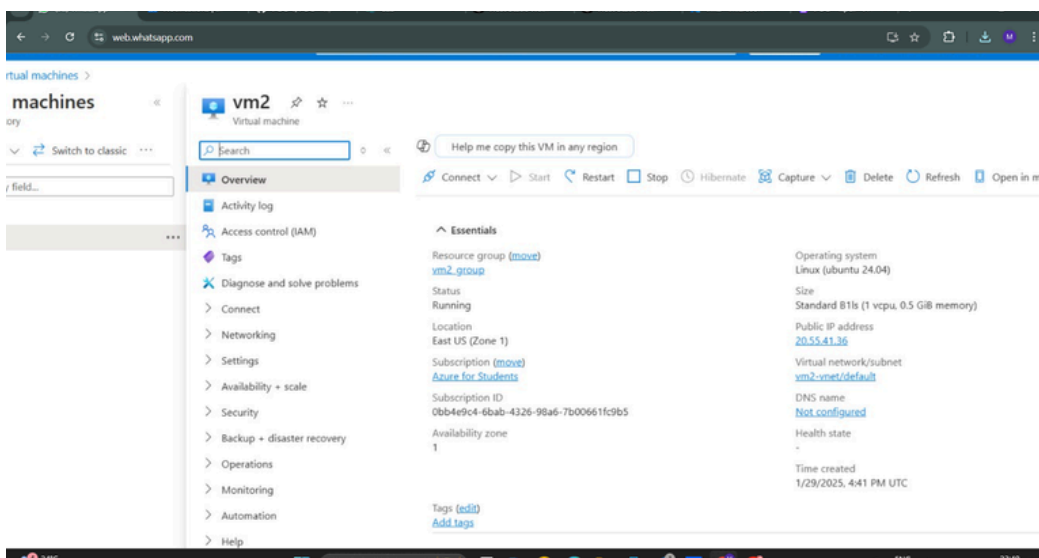 web.whatsapp.com
rtual machines >
machines
ory
Switch to classic ...
field...
vm2
Virtual machine
Search
Overview
Activity log
Access control (IAM)
Tags
Diagnose and solve problems
Connect
Networking
Settings
Availability + scale
Security
Backup + disaster recovery
Operations
Monitoring
Automation
Help
Help me copy this VM in any region
Connect Start Restart Stop Hibernate Capture Delete Refresh Open in m
Essentials
Resource group (move)
vm2_group
Status
Running
Location
East US (Zone 1)
Subscription (move)
Azure for Students
Subscription ID
0bb4e9c4-6bab-4326-98a6-7b00661fc9b5
Availability zone
1
Operating system
Linux (ubuntu 24.04)
Size
Standard B1ls (1 vcpu, 0.5 GiB memory)
Public IP address
20.55.41.36
Virtual network/subnet
vm2-vnet/default
DNS name
Not configured
Health state
-
Time created
1/29/2025, 4:41 PM UTC
Tags (edit)
Add tags